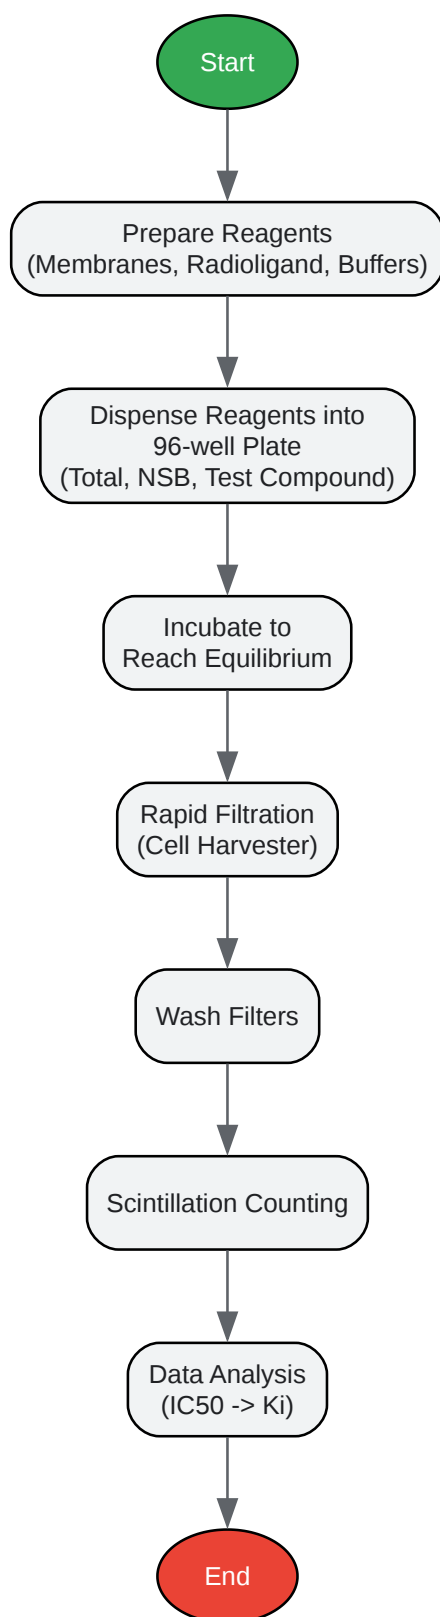 Start
Prepare Reagents
(Membranes, Radioligand, Buffers)
Dispense Reagents into
96-well Plate
(Total, NSB, Test Compound)
Incubate to
Reach Equilibrium
Rapid Filtration
(Cell Harvester)
Wash Filters
Scintillation Counting
Data Analysis
(IC50 -> Ki)
End